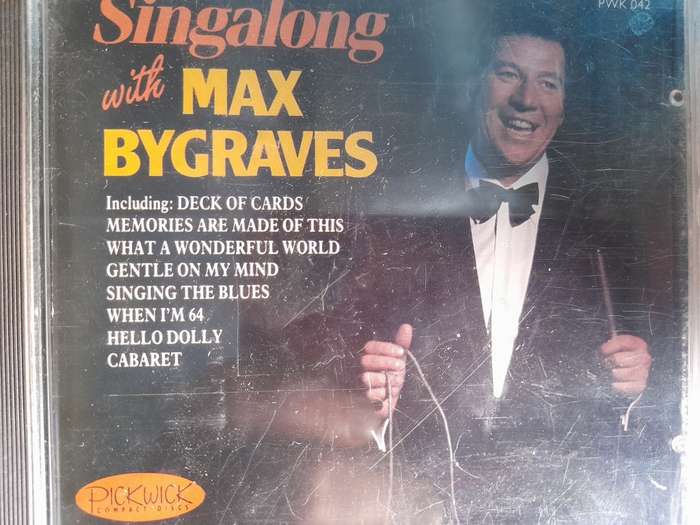 PWK 042
Singalong
with MAX
BYGRAVES
Including: DECK OF CARDS
MEMORIES ARE MADE OF THIS
WHAT A WONDERFUL WORLD
GENTLE ON MY MIND
SINGING THE BLUES
WHEN I'M 64
HELLO DOLLY
CABARET
PICKWICK
COMPACT DISCS